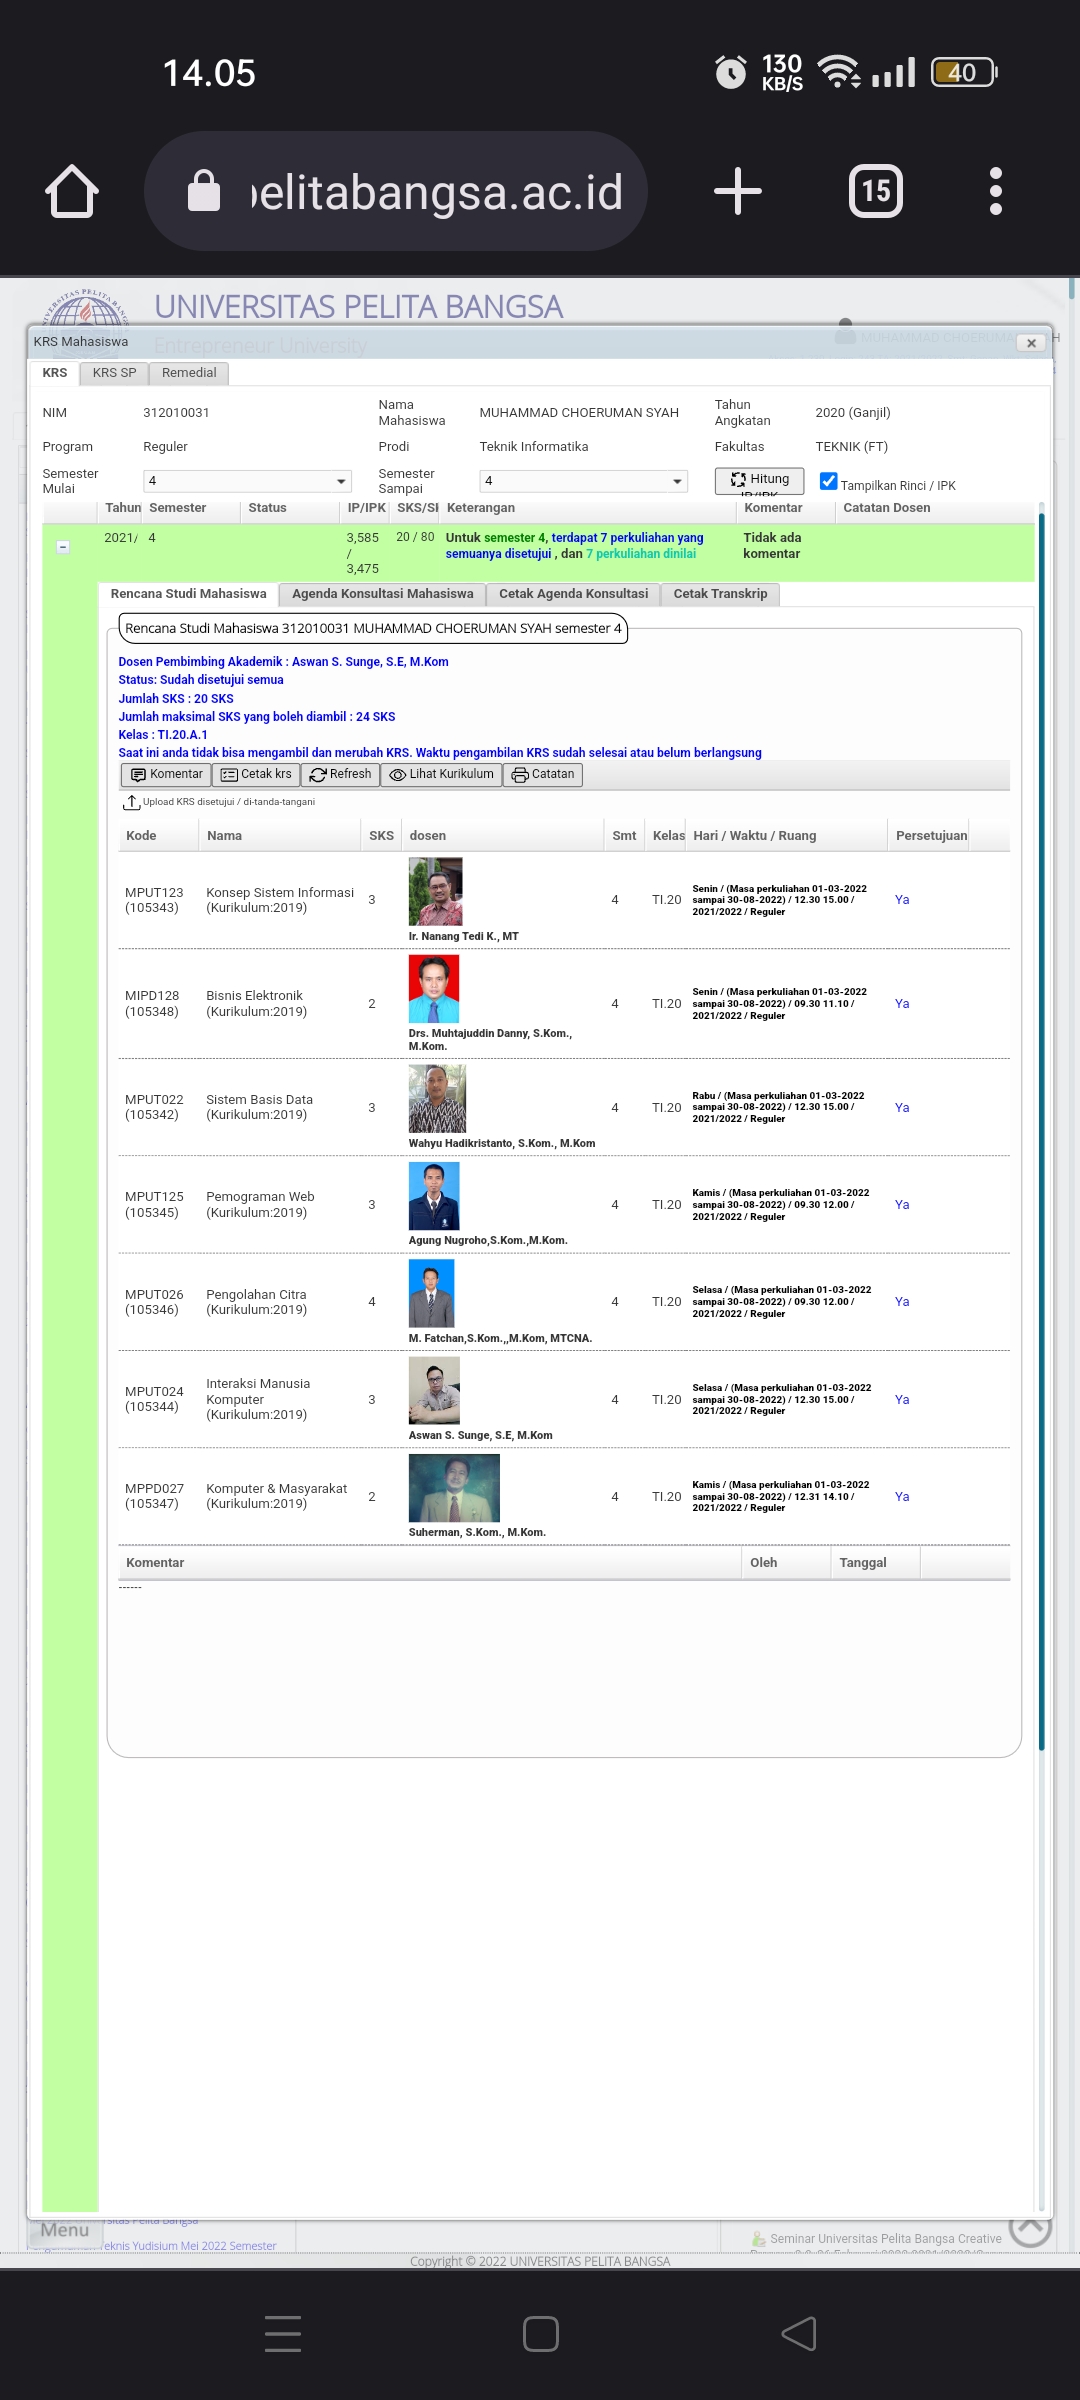 14.05
130
KB/S
40
elitabangsa.ac.id
15
UNIVERSITAS PELITA BANGSA
Entrepreneur University
KRS Mahasiswa
MUHAMMAD CHOERUMA
H
KRS KRS SP Remedial
NIM 312010031 Nama Mahasiswa MUHAMMAD CHOERUMAN SYAH Tahun Angkatan 2020 (Ganjil)
Program Reguler Prodi Teknik Informatika Fakultas TEKNIK (FT)
Semester Mulai 4 Semester Sampai 4 Hitung IP/IPK Tampilkan Rinci / IPK
Tahun Semester Status IP/IPK SKS/SK Keterangan Komentar Catatan Dosen
2021/ 4 3,585 / 3,475 20 / 80 Untuk semester 4, terdapat 7 perkuliahan yang semuanya disetujui , dan 7 perkuliahan dinilai Tidak ada komentar
Rencana Studi Mahasiswa Agenda Konsultasi Mahasiswa Cetak Agenda Konsultasi Cetak Transkrip
Rencana Studi Mahasiswa 312010031 MUHAMMAD CHOERUMAN SYAH semester 4
Dosen Pembimbing Akademik : Aswan S. Sunge, S.E, M.Kom
Status: Sudah disetujui semua
Jumlah SKS : 20 SKS
Jumlah maksimal SKS yang boleh diambil : 24 SKS
Kelas : TI.20.A.1
Saat ini anda tidak bisa mengambil dan merubah KRS. Waktu pengambilan KRS sudah selesai atau belum berlangsung
Komentar Cetak krs Refresh Lihat Kurikulum Catatan
Upload KRS disetujui / di-tanda-tangani
Kode Nama SKS dosen Smt Kelas Hari / Waktu / Ruang Persetujuan
MPUT123 (105343) Konsep Sistem Informasi (Kurikulum:2019) 3 Ir. Nanang Tedi K., MT 4 TI.20 Senin / (Masa perkuliahan 01-03-2022 sampai 30-08-2022) / 12.30 15.00 / 2021/2022 / Reguler Ya
MIPD128 (105348) Bisnis Elektronik (Kurikulum:2019) 2 Drs. Muhtajuddin Danny, S.Kom., M.Kom. 4 TI.20 Senin / (Masa perkuliahan 01-03-2022 sampai 30-08-2022) / 09.30 11.10 / 2021/2022 / Reguler Ya
MPUT022 (105342) Sistem Basis Data (Kurikulum:2019) 3 Wahyu Hadikristanto, S.Kom., M.Kom 4 TI.20 Rabu / (Masa perkuliahan 01-03-2022 sampai 30-08-2022) / 12.30 15.00 / 2021/2022 / Reguler Ya
MPUT125 (105345) Pemograman Web (Kurikulum:2019) 3 Agung Nugroho,S.Kom.,M.Kom. 4 TI.20 Kamis / (Masa perkuliahan 01-03-2022 sampai 30-08-2022) / 09.30 12.00 / 2021/2022 / Reguler Ya
MPUT026 (105346) Pengolahan Citra (Kurikulum:2019) 4 M. Fatchan,S.Kom.,,M.Kom, MTCNA. 4 TI.20 Selasa / (Masa perkuliahan 01-03-2022 sampai 30-08-2022) / 09.30 12.00 / 2021/2022 / Reguler Ya
MPUT024 (105344) Interaksi Manusia Komputer (Kurikulum:2019) 3 Aswan S. Sunge, S.E, M.Kom 4 TI.20 Selasa / (Masa perkuliahan 01-03-2022 sampai 30-08-2022) / 12.30 15.00 / 2021/2022 / Reguler Ya
MPPD027 (105347) Komputer & Masyarakat (Kurikulum:2019) 2 Suherman, S.Kom., M.Kom. 4 TI.20 Kamis / (Masa perkuliahan 01-03-2022 sampai 30-08-2022) / 12.31 14.10 / 2021/2022 / Reguler Ya
Komentar Oleh Tanggal
------
Menu
sitas Pelita Bangsa
Teknis Yudisium Mei 2022 Semester
Seminar Universitas Pelita Bangsa Creative
Copyright © 2022 UNIVERSITAS PELITA BANGSA